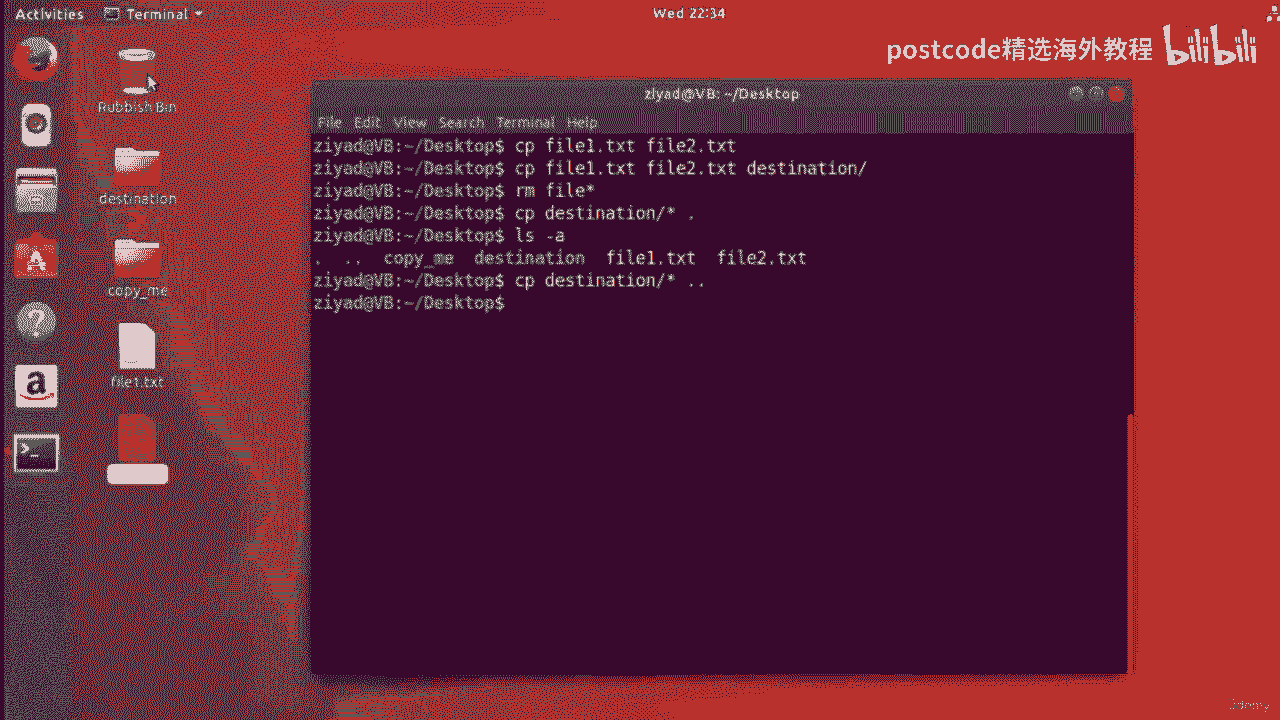 Activities
Terminal
Wed 22:34
postcode精选海外教程 bilibili
Rubbish Bin
destination
copy_me
file1.txt
ziyad@VB: ~/Desktop
File Edit View Search Terminal Help
ziyad@VB:~/Desktop$ cp file1.txt file2.txt
ziyad@VB:~/Desktop$ cp file1.txt file2.txt destination/
ziyad@VB:~/Desktop$ rm file*
ziyad@VB:~/Desktop$ cp destination/* .
ziyad@VB:~/Desktop$ ls -a
. .. copy_me destination file1.txt file2.txt
ziyad@VB:~/Desktop$ cp destination/* ..
ziyad@VB:~/Desktop$
Udemy